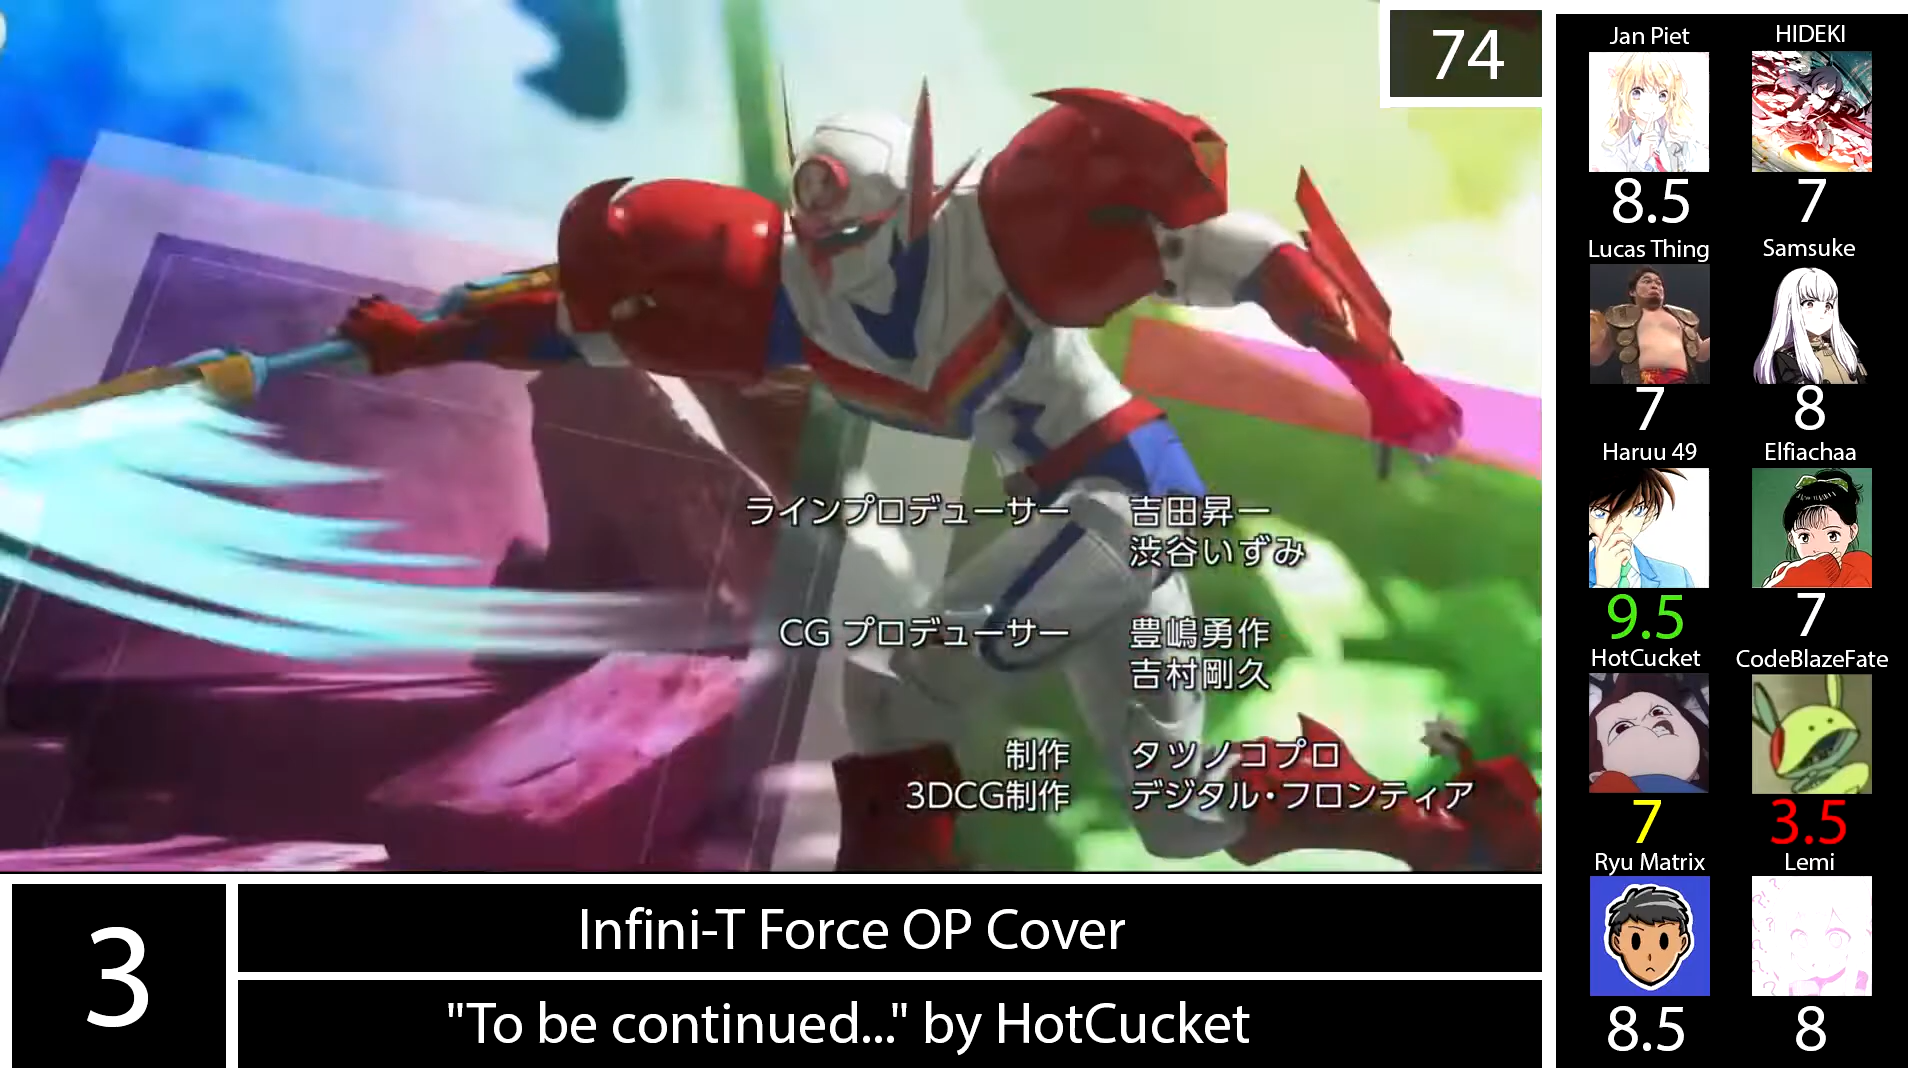 74
ラインプロデューサー 吉田昇一
渋谷いずみ
CG プロデューサー 豊嶋勇作
吉村剛久
制作 タツノコプロ
3DCG制作 デジタル・フロンティア
3
Infini-T Force OP Cover
"To be continued..." by HotCucket
Jan Piet HIDEKI
8.5 7
Lucas Thing Samsuke
7 8
Haruu 49 Elfiachaa
9.5 7
HotCucket CodeBlazeFate
7 3.5
Ryu Matrix Lemi
8.5 8